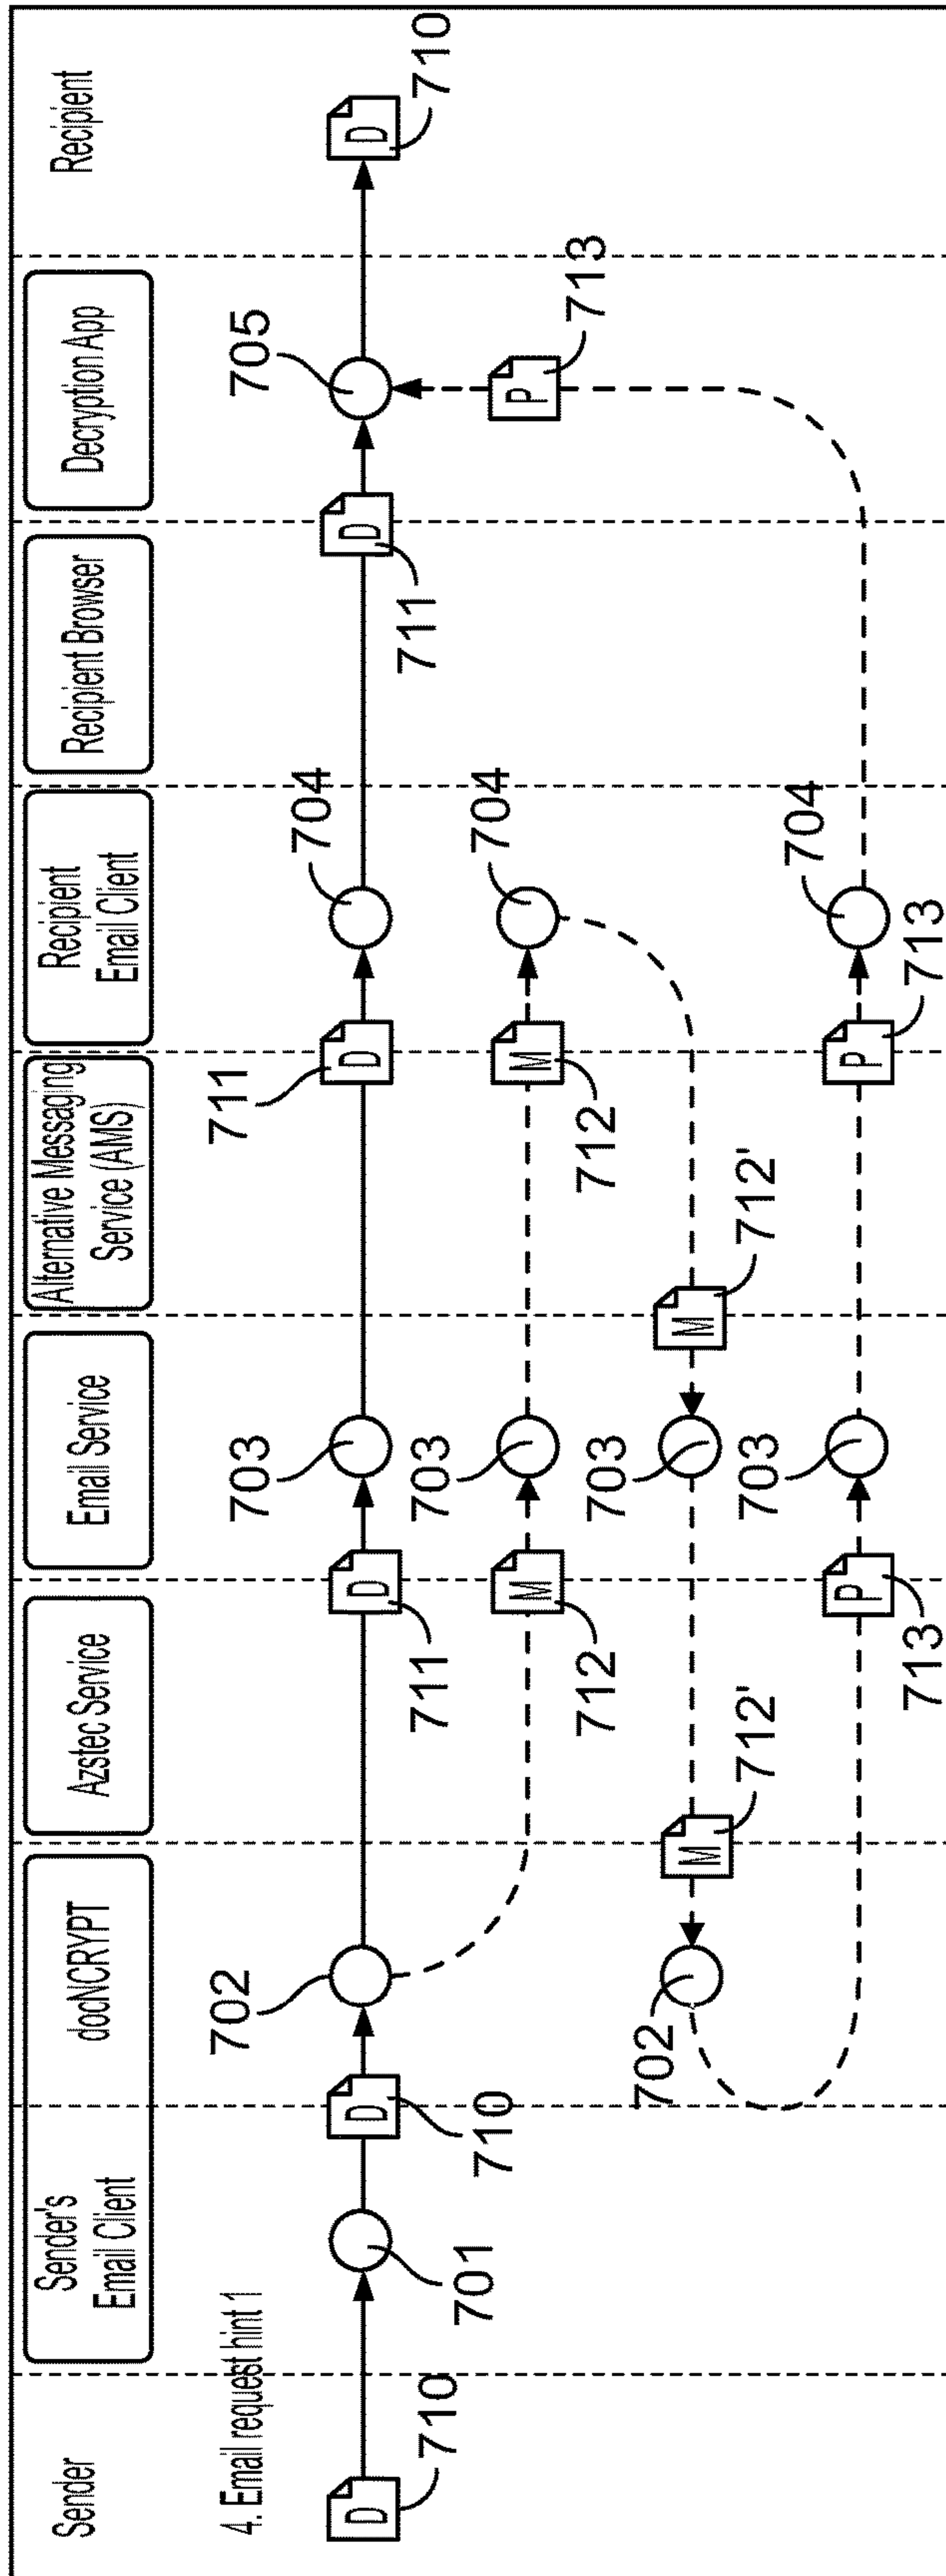 Sender
Sender's
Email Client
docNCRYPT
Azstec Service
Email Service
Alternative Messaging
Service (AMS)
Recipient
Email Client
Recipient Browser
Decryption App
Recipient
4. Email request hint 1
702
703
711
704
705
D
D
D
D
D
D
710
701
710
711
711
710
703
704
M
M
P
712
712
713
702
703
M
M
712'
712'
703
704
P
P
713
713